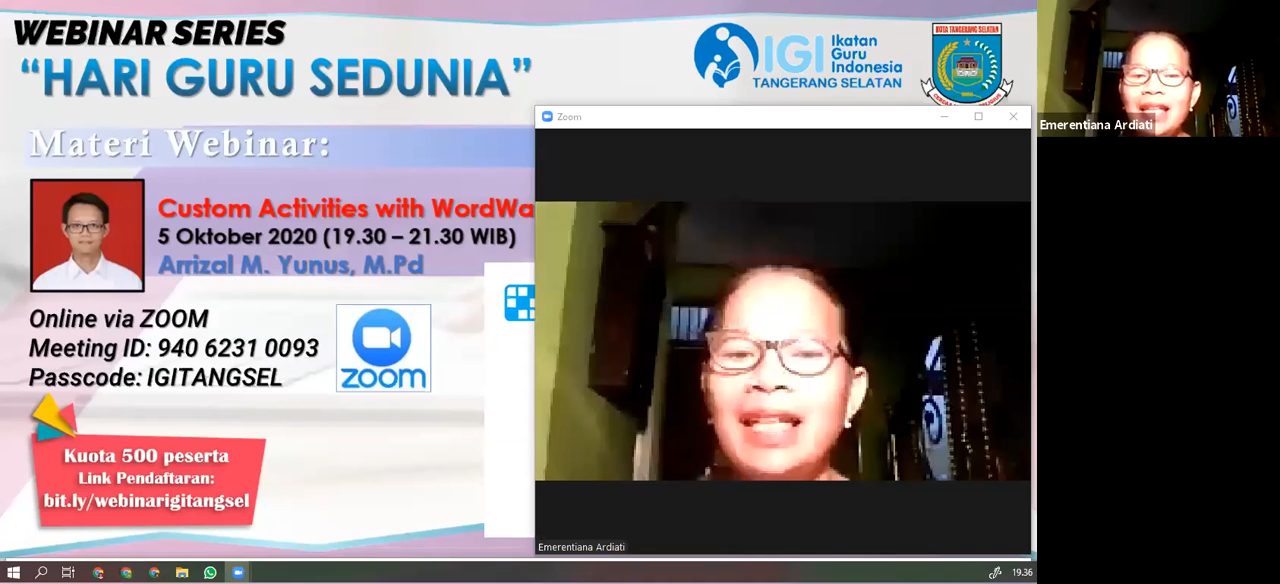 WEBINAR SERIES
“HARI GURU SEDUNIA”
IGI Ikatan
Guru
Indonesia
TANGERANG SELATAN
KOTA TANGERANG SELATAN
Materi Webinar:
Custom Activities with WordWa
5 Oktober 2020 (19.30 – 21.30 WIB)
Arrizal M. Yunus, M.Pd
Online via ZOOM
Meeting ID: 940 6231 0093
Passcode: IGITANGSEL
zoom
Kuota 500 peserta
Link Pendaftaran:
bit.ly/webinarigitangsel
Zoom
Emerentiana Ardiati
Emerentiana Ardiati
19.36